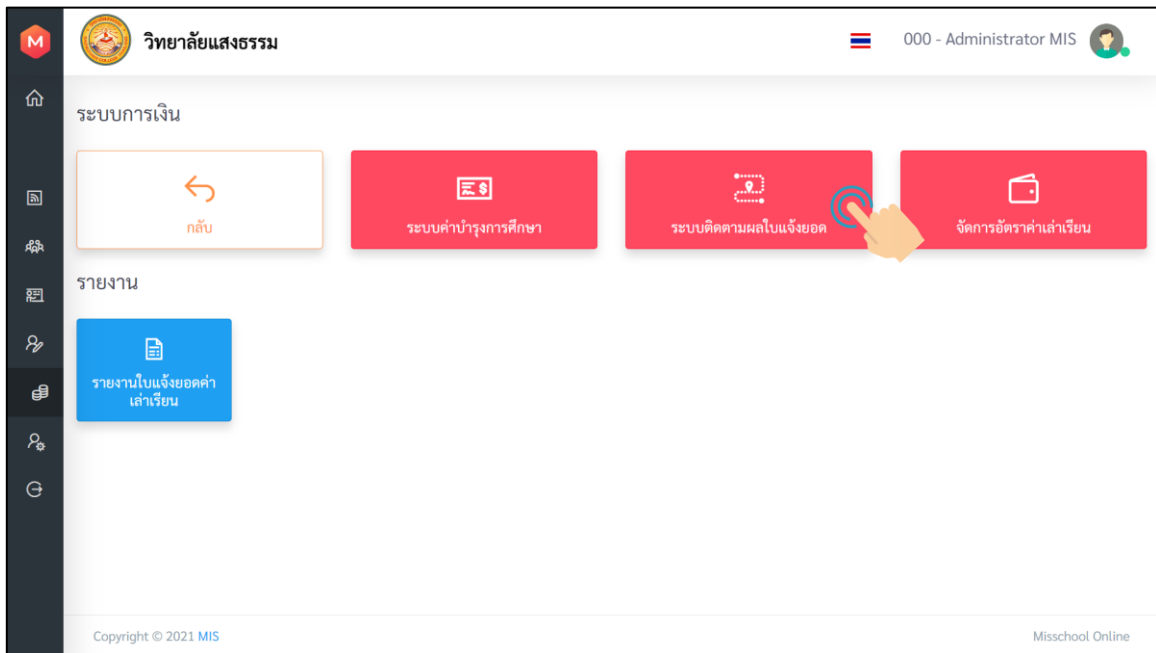 M
วิทยาลัยแสงธรรม
000 - Administrator MIS
ระบบการเงิน
กลับ
ระบบค่าบำรุงการศึกษา
ระบบติดตามผลใบแจ้งยอด
จัดการอัตราค่าเล่าเรียน
รายงาน
รายงานใบแจ้งยอดค่า
เล่าเรียน
Copyright © 2021 MIS
Misschool Online